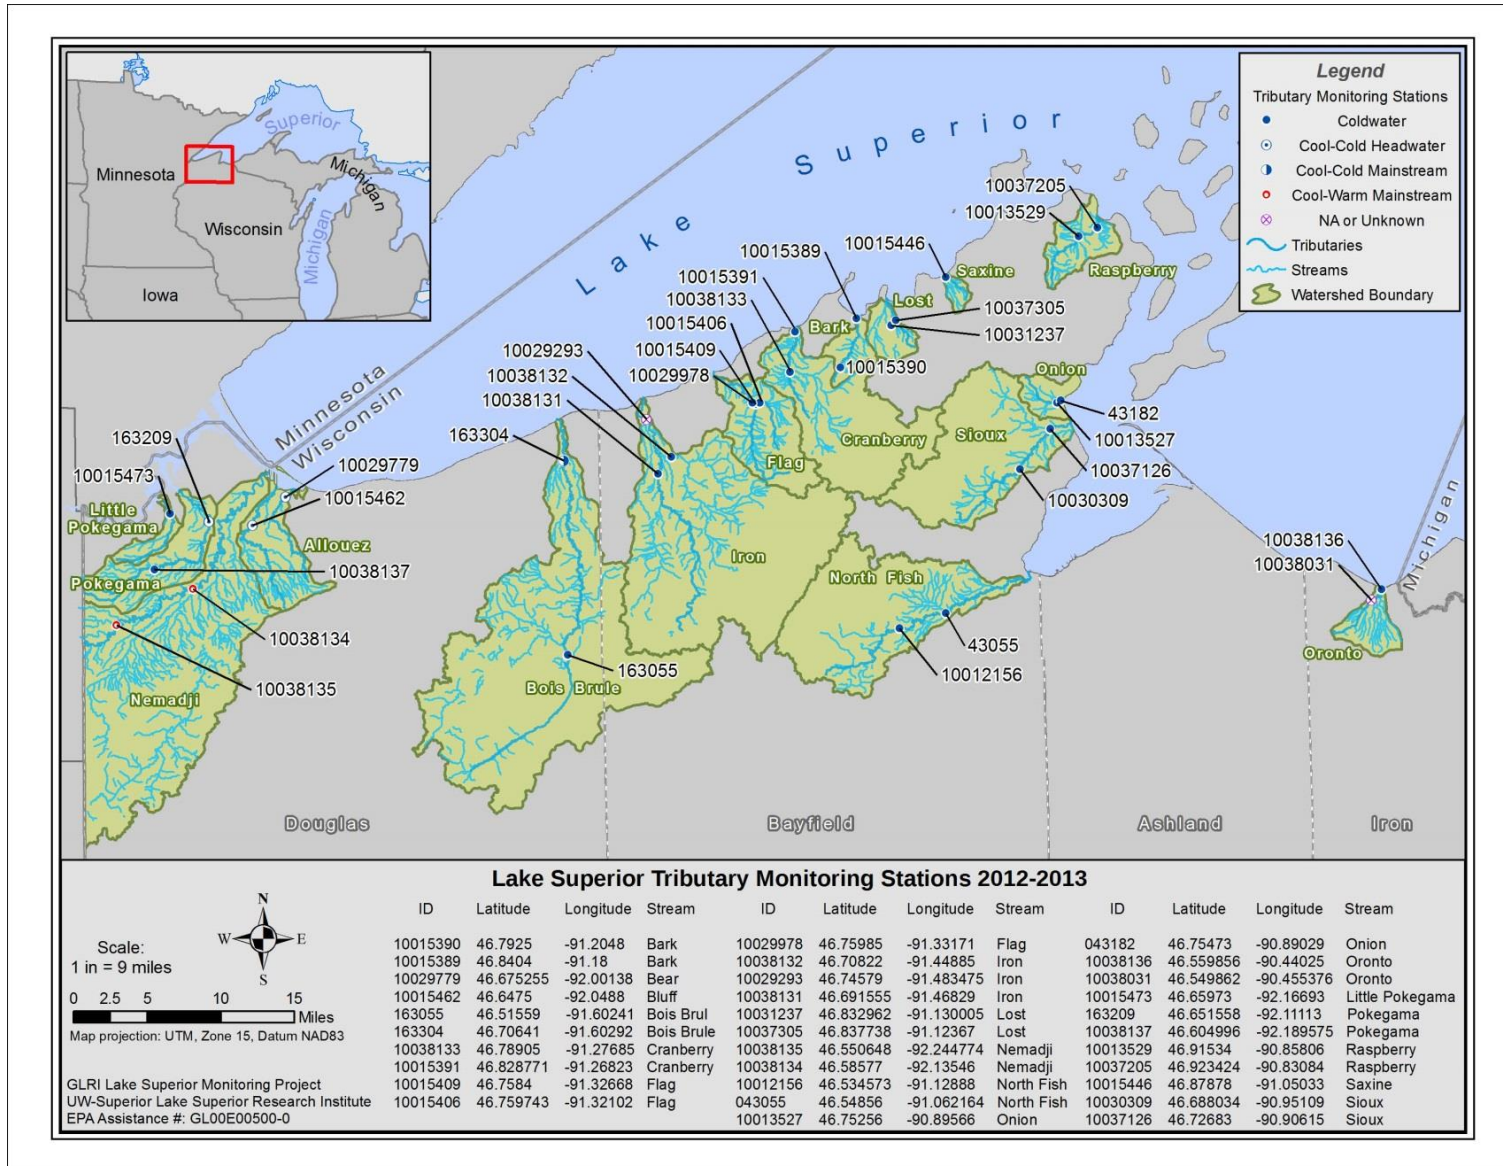 Superior
Minnesota
Michigan
Wisconsin
Michigan
Iowa
Legend
Tributary Monitoring Stations
Coldwater
Cool-Cold Headwater
Cool-Cold Mainstream
Cool-Warm Mainstream
NA or Unknown
Tributaries
Streams
Watershed Boundary
Lake Superior
10037205
10013529
10015446
Saxine
Raspberry
10015389
10015391
Lost
10038133
10037305
Bark
10015406
10031237
10029293
10015409
10015390
10038132
10029978
Onion
10038131
43182
Minnesota
Wisconsin
163304
Cranberry
Sioux
10013527
163209
Flag
10029779
10037126
10015473
10015462
10030309
Little
Pokegama
Allouez
Michigan
10038136
10038031
Iron
North Fish
Pokegama
10038137
10038134
43055
Oronto
163055
10012156
10038135
Bois Brule
Nemadji
Douglas
Bayfield
Ashland
Iron
Lake Superior Tributary Monitoring Stations 2012-2013
N
W E
S
Scale:
1 in = 9 miles
0 2.5 5 10 15
Miles
Map projection: UTM, Zone 15, Datum NAD83
GLRI Lake Superior Monitoring Project
UW-Superior Lake Superior Research Institute
EPA Assistance #: GL00E00500-0
ID Latitude Longitude Stream ID Latitude Longitude Stream ID Latitude Longitude Stream
10015390 46.7925 -91.2048 Bark 10029978 46.75985 -91.33171 Flag 043182 46.75473 -90.89029 Onion
10015389 46.8404 -91.18 Bark 10038132 46.70822 -91.44885 Iron 10038136 46.559856 -90.44025 Oronto
10029779 46.675255 -92.00138 Bear 10029293 46.74579 -91.483475 Iron 10038031 46.549862 -90.455376 Oronto
10015462 46.6475 -92.0488 Bluff 10038131 46.691555 -91.46829 Iron 10015473 46.65973 -92.16693 Little Pokegama
163055 46.51559 -91.60241 Bois Brul 10031237 46.832962 -91.130005 Lost 163209 46.651558 -92.11113 Pokegama
163304 46.70641 -91.60292 Bois Brule 10037305 46.837738 -91.12367 Lost 10038137 46.604996 -92.189575 Pokegama
10038133 46.78905 -91.27685 Cranberry 10038135 46.550648 -92.244774 Nemadji 10013529 46.91534 -90.85806 Raspberry
10015391 46.828771 -91.26823 Cranberry 10038134 46.58577 -92.13546 Nemadji 10037205 46.923424 -90.83084 Raspberry
10015409 46.7584 -91.32668 Flag 10012156 46.534573 -91.12888 North Fish 10015446 46.87878 -91.05033 Saxine
10015406 46.759743 -91.32102 Flag 043055 46.54856 -91.062164 North Fish 10030309 46.688034 -90.95109 Sioux
10013527 46.75256 -90.89566 Onion 10037126 46.72683 -90.90615 Sioux